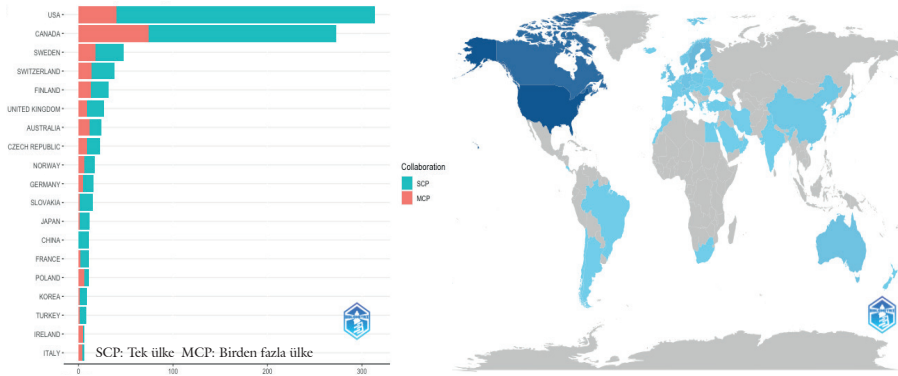 USA
CANADA
SWEDEN
SWITZERLAND
FINLAND
UNITED KINGDOM
AUSTRALIA
CZECH REPUBLIC
NORWAY
GERMANY
SLOVAKIA
JAPAN
CHINA
FRANCE
POLAND
KOREA
TURKEY
IRELAND
ITALY
SCP: Tek ülke MCP: Birden fazla ülke
0
100
200
300
Collaboration
SCP
MCP